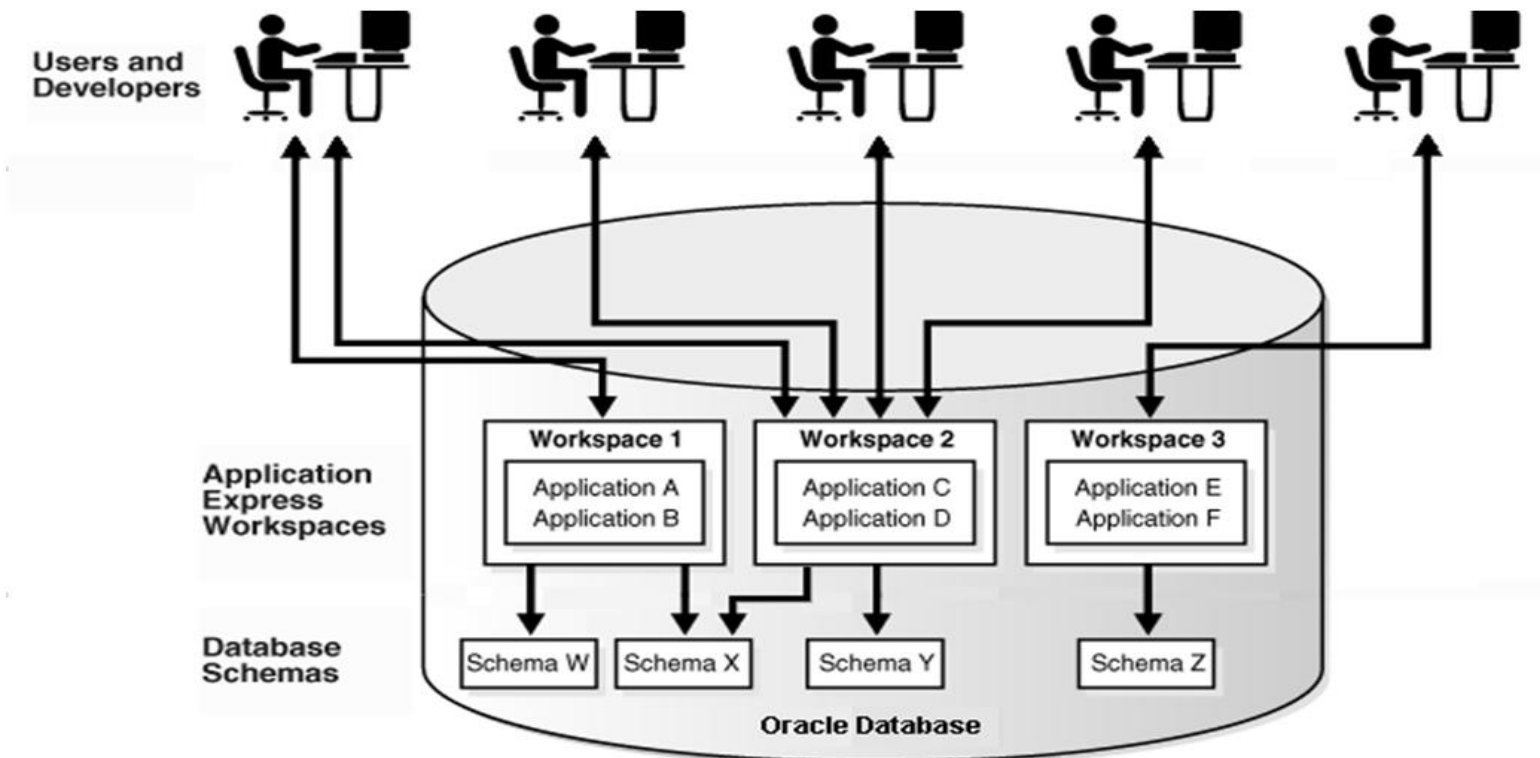 Users and
Developers
Workspace 1
Application A
Application B
Workspace 2
Application C
Application D
Workspace 3
Application E
Application F
Application
Express
Workspaces
Database
Schemas
Schema W
Schema X
Schema Y
Schema Z
Oracle Database